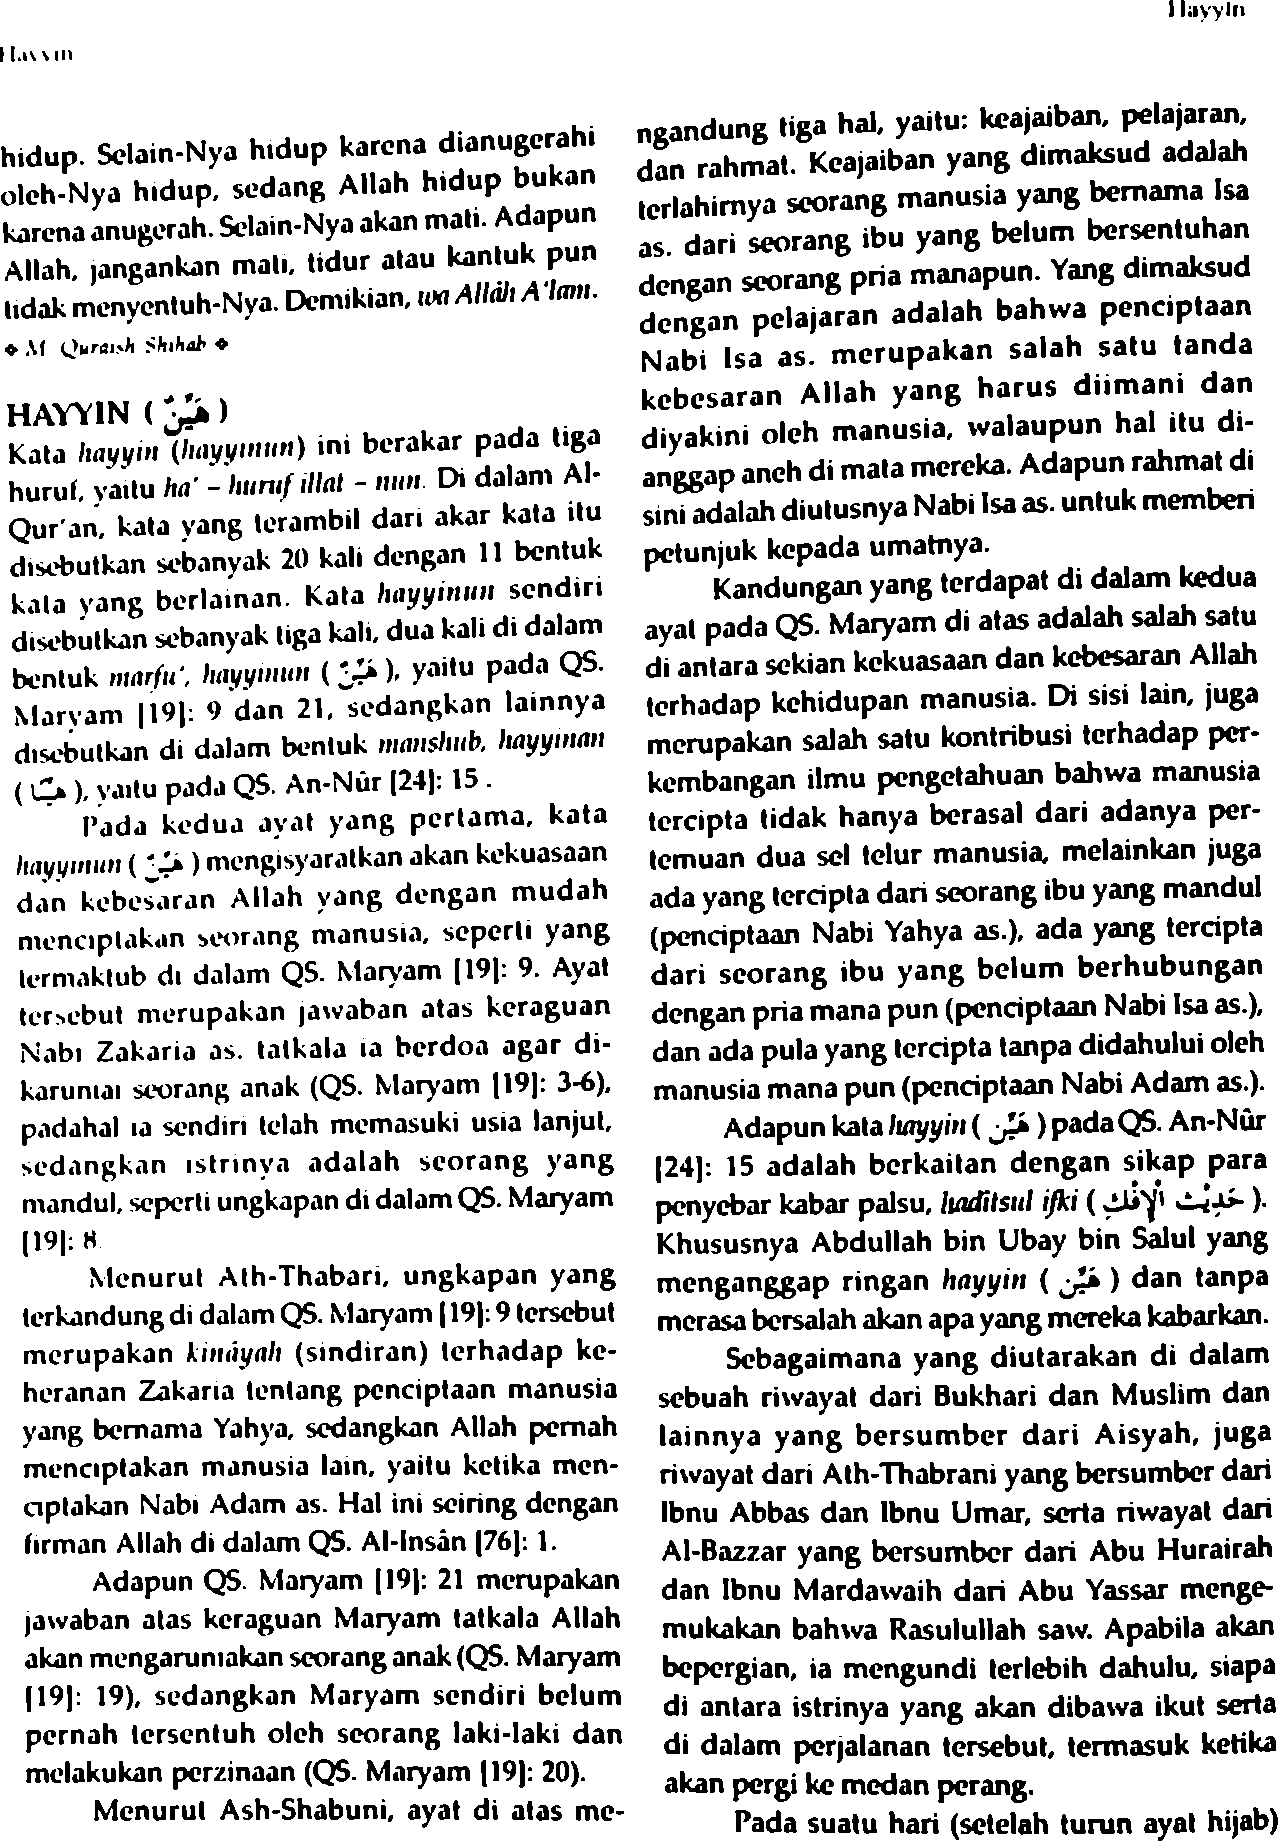 Hayyin
Hayyin
hidup. Selain-Nya hidup karena dianugerahi
oleh-Nya hidup, sedang Allah hidup bukan
karena anugerah. Selain-Nya akan mati. Adapun
Allah, jangankan mati, tidur atau kantuk pun
tidak menyentuh-Nya. Demikian, wa Allâh A'lam.
❖ M. Quraish Shihab ❖
HAYYIN ( هَيِّنٌ )
Kata hayyin (hayyinun) ini berakar pada tiga
huruf, yaitu ha' – huruf illat – nun. Di dalam Al-
Qur'an, kata yang terambil dari akar kata itu
disebutkan sebanyak 20 kali dengan 11 bentuk
kata yang berlainan. Kata hayyinun sendiri
disebutkan sebanyak tiga kali, dua kali di dalam
bentuk marfu', hayyinun ( هَيِّنٌ ), yaitu pada QS.
Maryam [19]: 9 dan 21, sedangkan lainnya
disebutkan di dalam bentuk manshub, hayyinan
( هَيِّنًا ), yaitu pada QS. An-Nûr [24]: 15 .
Pada kedua ayat yang pertama, kata
hayyinun ( هَيِّنٌ ) mengisyaratkan akan kekuasaan
dan kebesaran Allah yang dengan mudah
menciptakan seorang manusia, seperti yang
termaktub di dalam QS. Maryam [19]: 9. Ayat
tersebut merupakan jawaban atas keraguan
Nabi Zakaria as. tatkala ia berdoa agar di-
karuniai seorang anak (QS. Maryam [19]: 3-6),
padahal ia sendiri telah memasuki usia lanjut,
sedangkan istrinya adalah seorang yang
mandul, seperti ungkapan di dalam QS. Maryam
[19]: 8.
Menurut Ath-Thabari, ungkapan yang
terkandung di dalam QS. Maryam [19]: 9 tersebut
merupakan kinâyah (sindiran) terhadap ke-
heranan Zakaria tentang penciptaan manusia
yang bernama Yahya, sedangkan Allah pernah
menciptakan manusia lain, yaitu ketika men-
ciptakan Nabi Adam as. Hal ini seiring dengan
firman Allah di dalam QS. Al-Insân [76]: 1.
Adapun QS. Maryam [19]: 21 merupakan
jawaban atas keraguan Maryam tatkala Allah
akan mengaruniakan seorang anak (QS. Maryam
[19]: 19), sedangkan Maryam sendiri belum
pernah tersentuh oleh seorang laki-laki dan
melakukan perzinaan (QS. Maryam [19]: 20).
Menurut Ash-Shabuni, ayat di atas me-
ngandung tiga hal, yaitu: keajaiban, pelajaran,
dan rahmat. Keajaiban yang dimaksud adalah
terlahirnya seorang manusia yang bernama Isa
as. dari seorang ibu yang belum bersentuhan
dengan seorang pria manapun. Yang dimaksud
dengan pelajaran adalah bahwa penciptaan
Nabi Isa as. merupakan salah satu tanda
kebesaran Allah yang harus diimani dan
diyakini oleh manusia, walaupun hal itu di-
anggap aneh di mata mereka. Adapun rahmat di
sini adalah diutusnya Nabi Isa as. untuk memberi
petunjuk kepada umatnya.
Kandungan yang terdapat di dalam kedua
ayat pada QS. Maryam di atas adalah salah satu
di antara sekian kekuasaan dan kebesaran Allah
terhadap kehidupan manusia. Di sisi lain, juga
merupakan salah satu kontribusi terhadap per-
kembangan ilmu pengetahuan bahwa manusia
tercipta tidak hanya berasal dari adanya per-
temuan dua sel telur manusia, melainkan juga
ada yang tercipta dari seorang ibu yang mandul
(penciptaan Nabi Yahya as.), ada yang tercipta
dari seorang ibu yang belum berhubungan
dengan pria mana pun (penciptaan Nabi Isa as.),
dan ada pula yang tercipta tanpa didahului oleh
manusia mana pun (penciptaan Nabi Adam as.).
Adapun kata hayyin ( هَيِّن ) pada QS. An-Nûr
[24]: 15 adalah berkaitan dengan sikap para
penyebar kabar palsu, hadîtsul ifki ( حَدِيْثُ الْإِفْكِ ).
Khususnya Abdullah bin Ubay bin Salul yang
menganggap ringan hayyin ( هَيِّن ) dan tanpa
merasa bersalah akan apa yang mereka kabarkan.
Sebagaimana yang diutarakan di dalam
sebuah riwayat dari Bukhari dan Muslim dan
lainnya yang bersumber dari Aisyah, juga
riwayat dari Ath-Thabrani yang bersumber dari
Ibnu Abbas dan Ibnu Umar, serta riwayat dari
Al-Bazzar yang bersumber dari Abu Hurairah
dan Ibnu Mardawaih dari Abu Yassar menge-
mukakan bahwa Rasulullah saw. Apabila akan
bepergian, ia mengundi terlebih dahulu, siapa
di antara istrinya yang akan dibawa ikut serta
di dalam perjalanan tersebut, termasuk ketika
akan pergi ke medan perang.
Pada suatu hari (setelah turun ayat hijab)